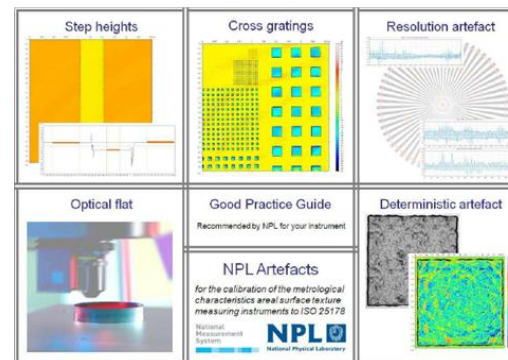 Step heights
Cross gratings
Resolution artefact
Optical flat
Good Practice Guide
Recommended by NPL for your instrument
Deterministic artefact
NPL Artefacts
for the calibration of the metrological
characteristics areal surface texture
measuring instruments to ISO 25178
National
Measurement
System
NPL
National Physical Laboratory